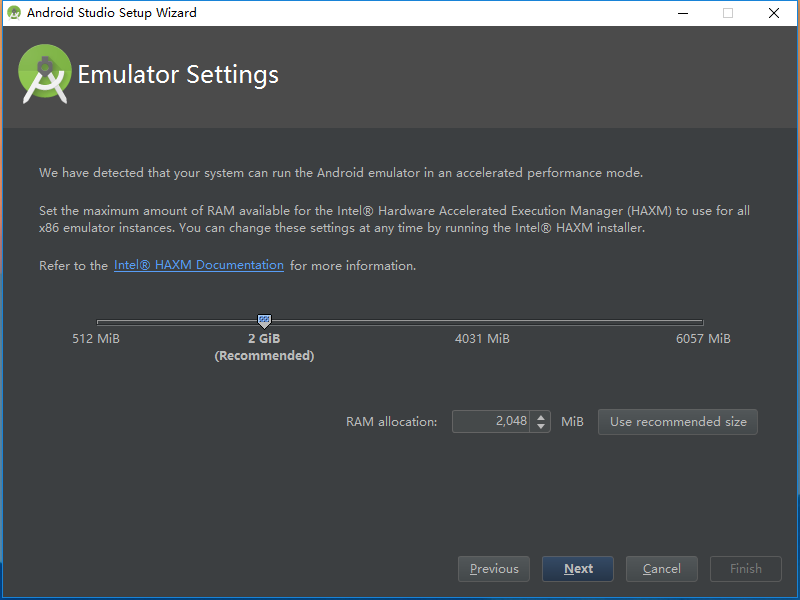 Android Studio Setup Wizard
Emulator Settings
We have detected that your system can run the Android emulator in an accelerated performance mode.
Set the maximum amount of RAM available for the Intel® Hardware Accelerated Execution Manager (HAXM) to use for all
x86 emulator instances. You can change these settings at any time by running the Intel® HAXM installer.
Refer to the Intel® HAXM Documentation for more information.
512 MiB 2 GiB 4031 MiB 6057 MiB
(Recommended)
RAM allocation: 2,048 MiB Use recommended size
Previous Next Cancel Finish